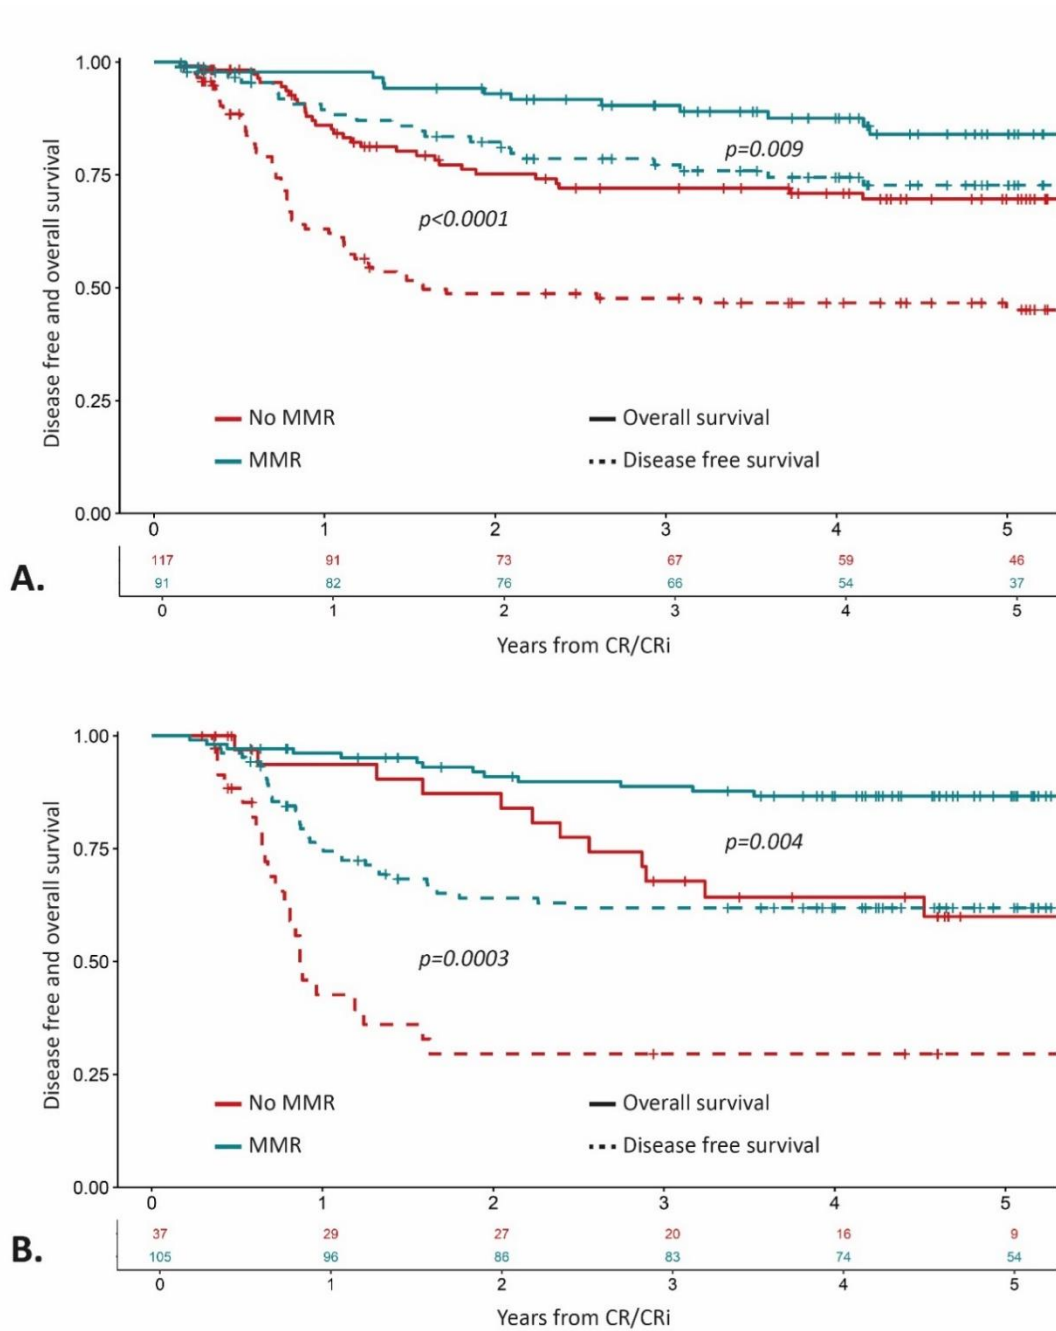 Disease free and overall survival
1.00
0.75
0.50
0.25
0.00
p=0.009
p<0.0001
No MMR
Overall survival
MMR
Disease free survival
0 1 2 3 4 5
A.
117 91 73 67 59 46
91 82 76 66 54 37
0 1 2 3 4 5
Years from CR/CRi
Disease free and overall survival
1.00
0.75
0.50
0.25
0.00
p=0.004
p=0.0003
No MMR
Overall survival
MMR
Disease free survival
0 1 2 3 4 5
B.
37 29 27 20 16 9
105 96 86 83 74 54
0 1 2 3 4 5
Years from CR/CRi